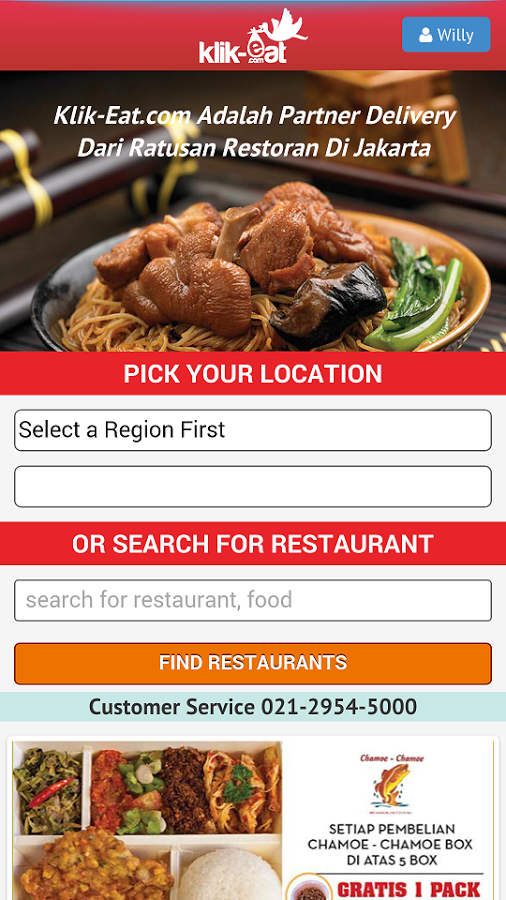 klik-eat
.com
Willy
Klik-Eat.com Adalah Partner Delivery
Dari Ratusan Restoran Di Jakarta
PICK YOUR LOCATION
Select a Region First
OR SEARCH FOR RESTAURANT
search for restaurant, food
FIND RESTAURANTS
Customer Service 021-2954-5000
Chamoe - Chamoe
SETIAP PEMBELIAN
CHAMOE - CHAMOE BOX
DI ATAS 5 BOX
GRATIS 1 PACK